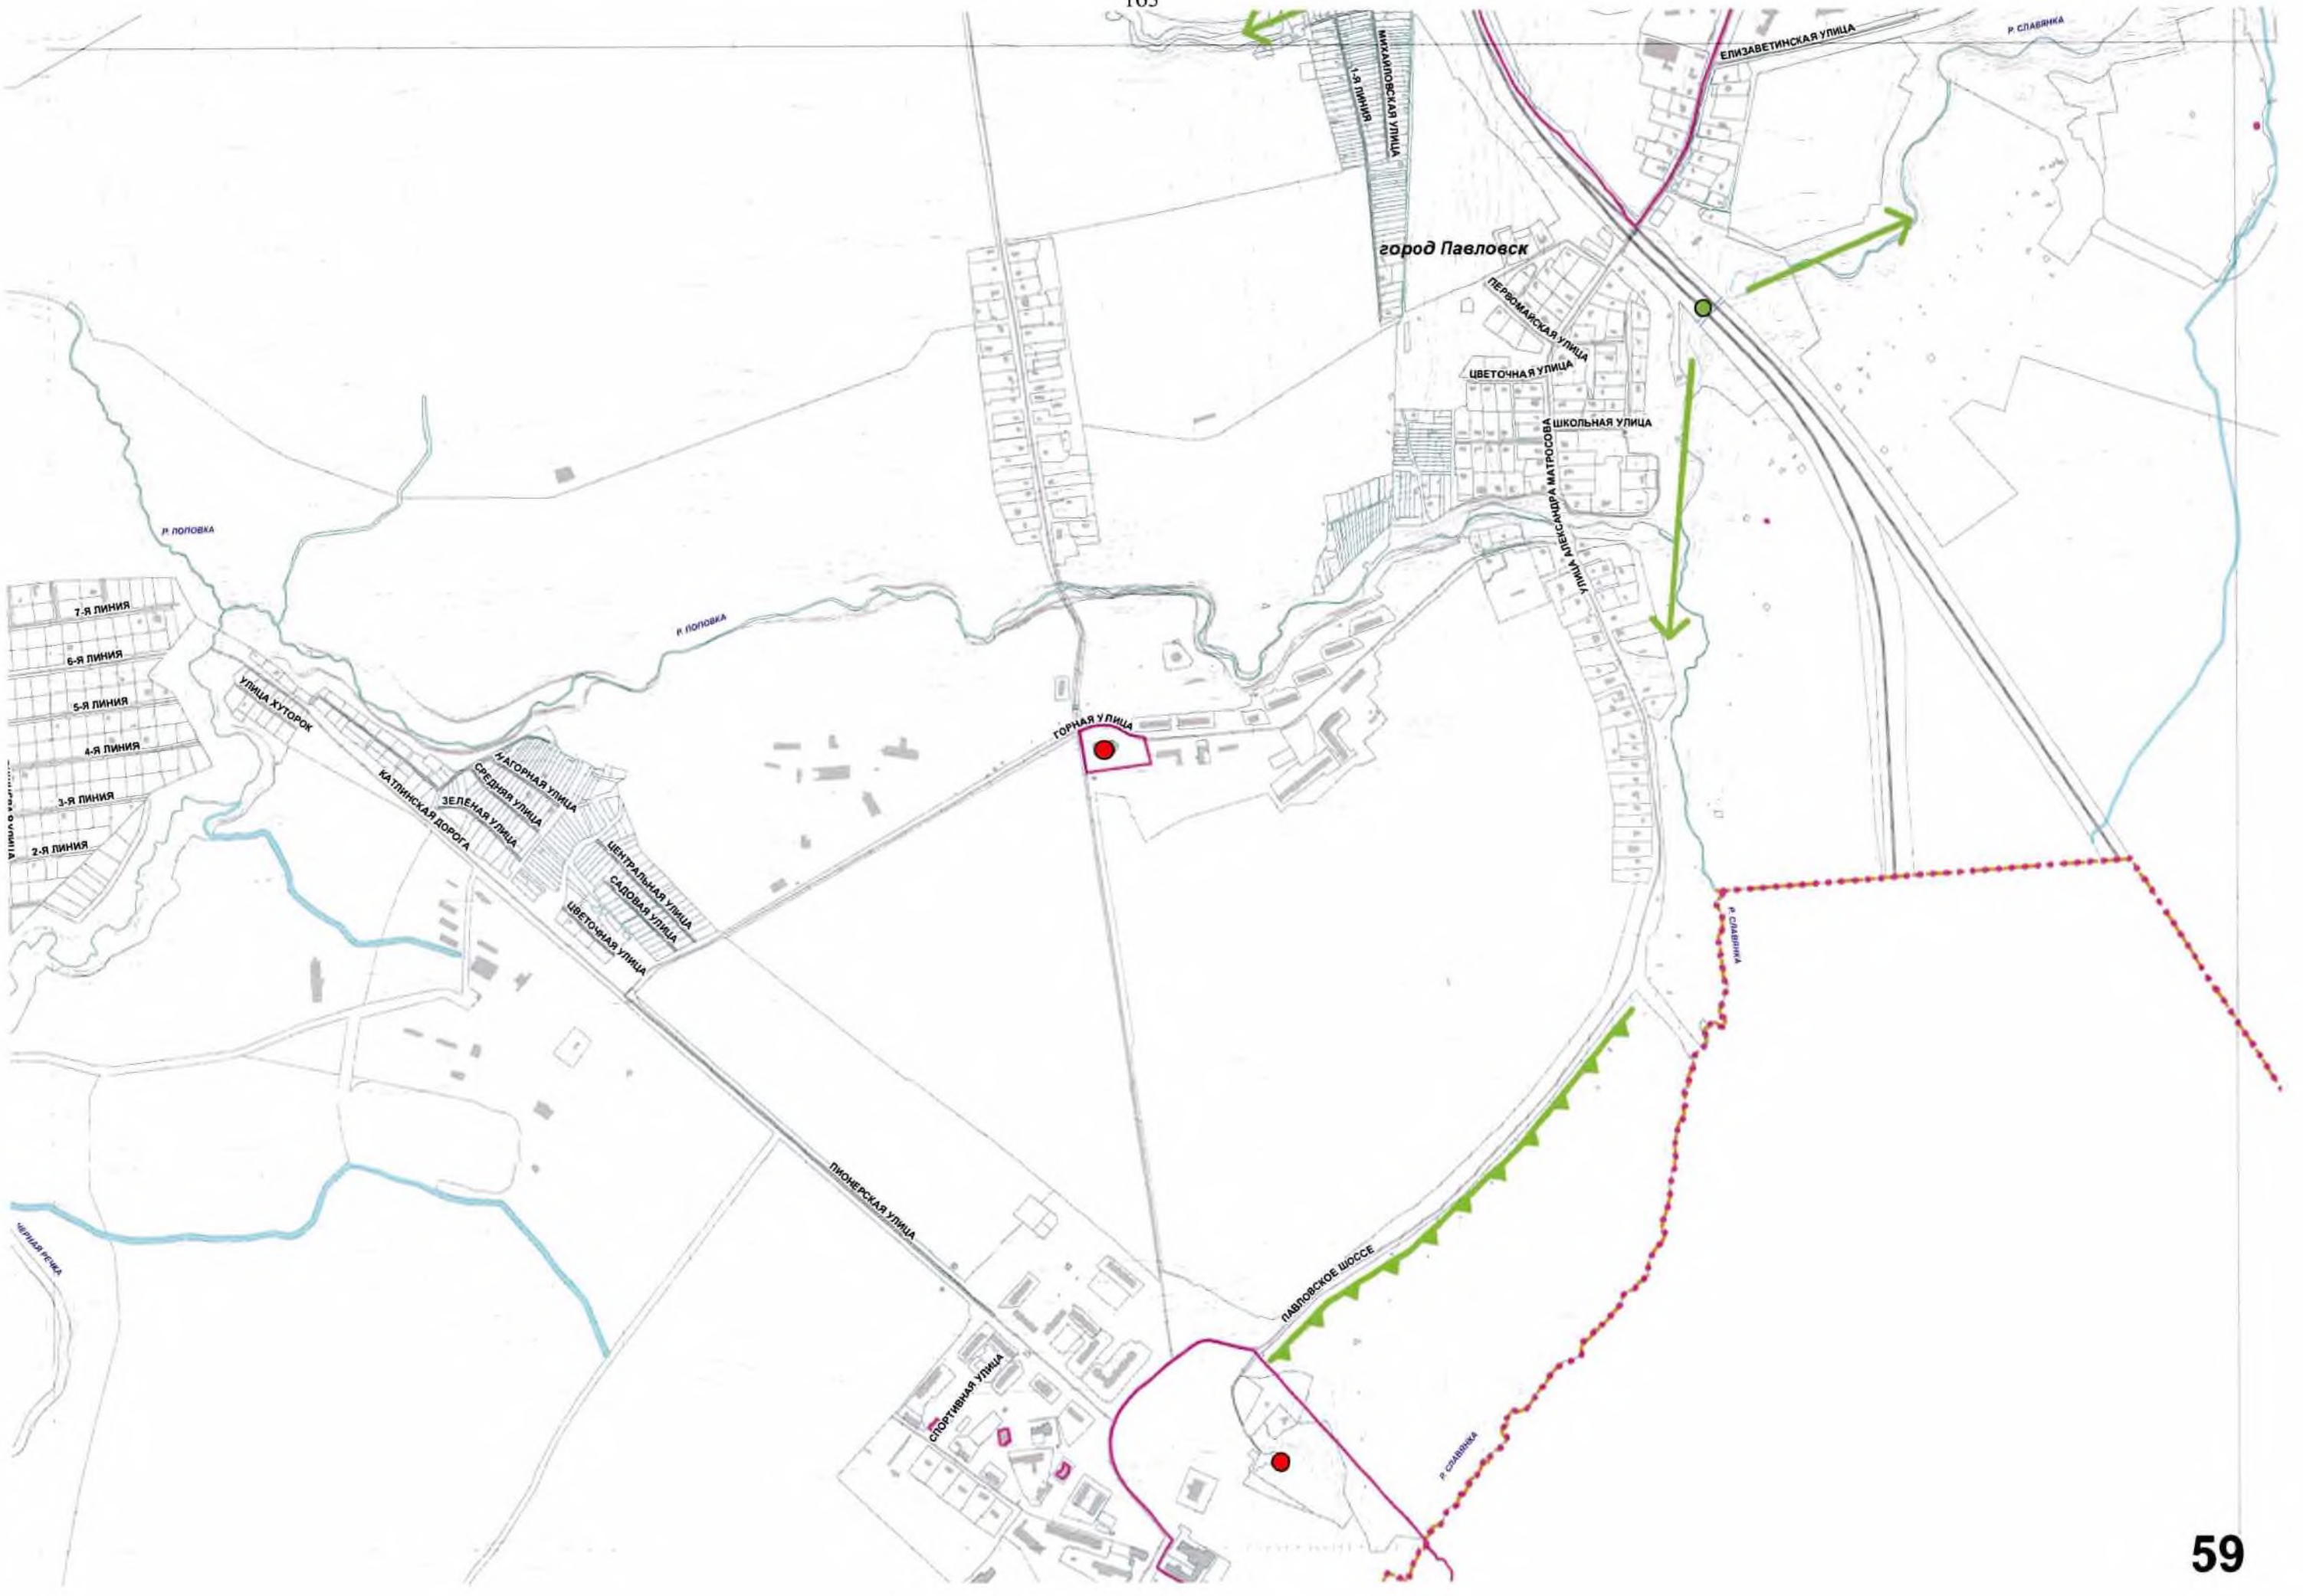 Р. СЛАВЯНКА
ЕЛИЗАВЕТИНСКАЯ УЛИЦА
МИХАЙЛОВСКАЯ УЛИЦА
1-Я ЛИНИЯ
город Павловск
ПЕРВОМАЙСКАЯ УЛИЦА
ЦВЕТОЧНАЯ УЛИЦА
ШКОЛЬНАЯ УЛИЦА
УЛИЦА АЛЕКСАНДРА МАТРОСОВА
Р. ПОПОВКА
Р. ПОПОВКА
7-Я ЛИНИЯ
6-Я ЛИНИЯ
5-Я ЛИНИЯ
4-Я ЛИНИЯ
3-Я ЛИНИЯ
2-Я ЛИНИЯ
УЛИЦА ХУТОРОК
ГОРНАЯ УЛИЦА
КАТЛИНСКАЯ ДОРОГА
НАГОРНАЯ УЛИЦА
СРЕДНЯЯ УЛИЦА
ЗЕЛЕНАЯ УЛИЦА
ЦЕНТРАЛЬНАЯ УЛИЦА
САДОВАЯ УЛИЦА
ЦВЕТОЧНАЯ УЛИЦА
Р. СЛАВЯНКА
ПИОНЕРСКАЯ УЛИЦА
ЧЕРНАЯ РЕЧКА
ПАВЛОВСКОЕ ШОССЕ
СПОРТИВНАЯ УЛИЦА
Р. СЛАВЯНКА
59